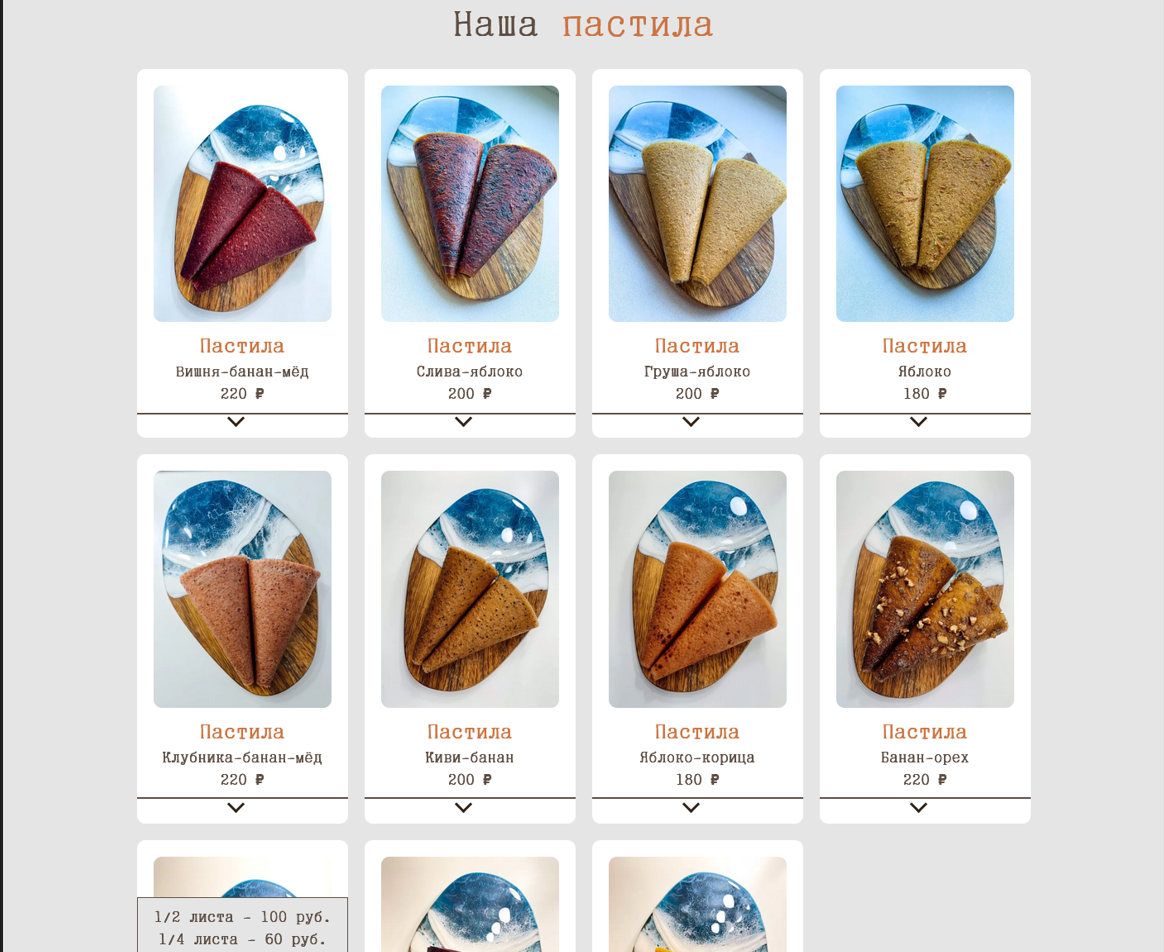 Наша пастила
Пастила
Вишня-банан-мёд
220 ₽
Пастила
Слива-яблоко
200 ₽
Пастила
Груша-яблоко
200 ₽
Пастила
Яблоко
180 ₽
Пастила
Клубника-банан-мёд
220 ₽
Пастила
Киви-банан
200 ₽
Пастила
Яблоко-корица
180 ₽
Пастила
Банан-орех
220 ₽
1/2 листа - 100 руб.
1/4 листа - 60 руб.